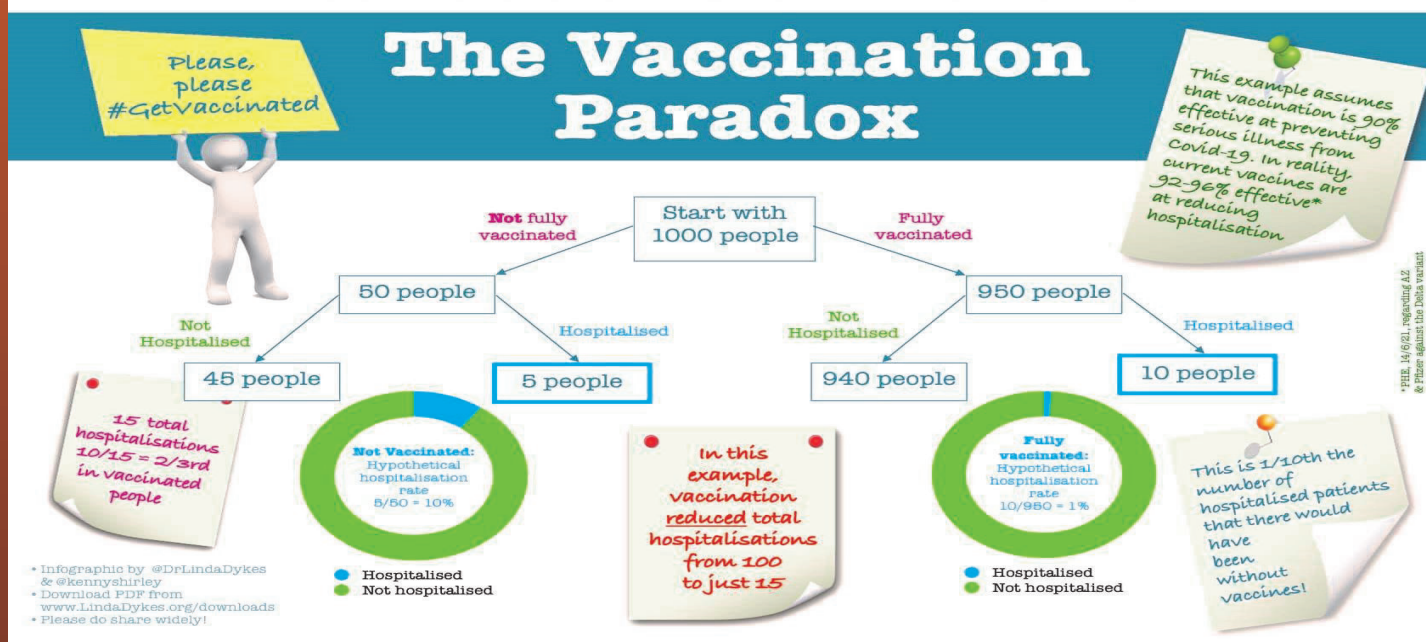 Please,
please
#GetVaccinated
The Vaccination
Paradox
This example assumes
that vaccination is 90%
effective at preventing
serious illness from
Covid-19. In reality,
current vaccines are
92-96% effective*
at reducing
hospitalisation
Not fully
vaccinated
Start with
1000 people
Fully
vaccinated
50 people
950 people
*PHE, 14/6/21, regarding AZ
& Pfizer against the Delta variant
Not
Hospitalised
Hospitalised
Not
Hospitalised
Hospitalised
45 people
5 people
940 people
10 people
15 total
hospitalisations
10/15 = 2/3rd
in vaccinated
people
Not Vaccinated:
Hypothetical
hospitalisation
rate
5/50 = 10%
In this
example,
vaccination
reduced total
hospitalisations
from 100
to just 15
Fully
vaccinated:
Hypothetical
hospitalisation
rate
10/950 = 1%
This is 1/10th the
number of
hospitalised patients
that there would
have
been
without
vaccines!
• Infographic by @DrLindaDykes
& @kennyshirley
• Download PDF from
www.LindaDykes.org/downloads
• Please do share widely!
Hospitalised
Not hospitalised
Hospitalised
Not hospitalised